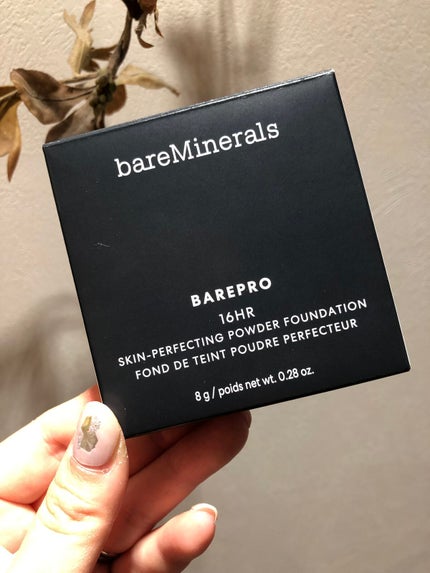 bareMinerals
BAREPRO
16HR
SKIN-PERFECTING POWDER FOUNDATION
FOND DE TEINT POUDRE PERFECTEUR
8 g / poids net wt. 0.28 oz.